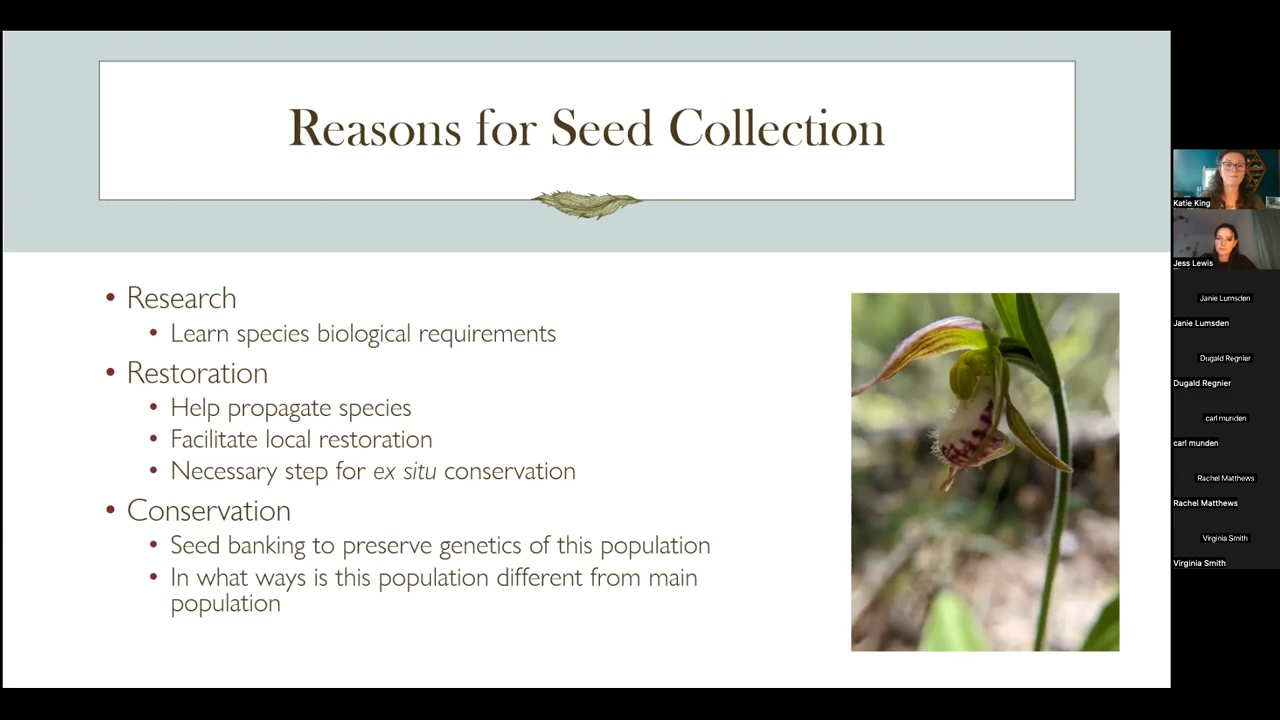 Reasons for Seed Collection
• Research
• Learn species biological requirements
• Restoration
• Help propagate species
• Facilitate local restoration
• Necessary step for ex situ conservation
• Conservation
• Seed banking to preserve genetics of this population
• In what ways is this population different from main
population
Katie King
Jess Lewis
Janie Lumsden
Janie Lumsden
Dugald Regnier
Dugald Regnier
carl munden
carl munden
Rachel Matthews
Rachel Matthews
Virginia Smith
Virginia Smith